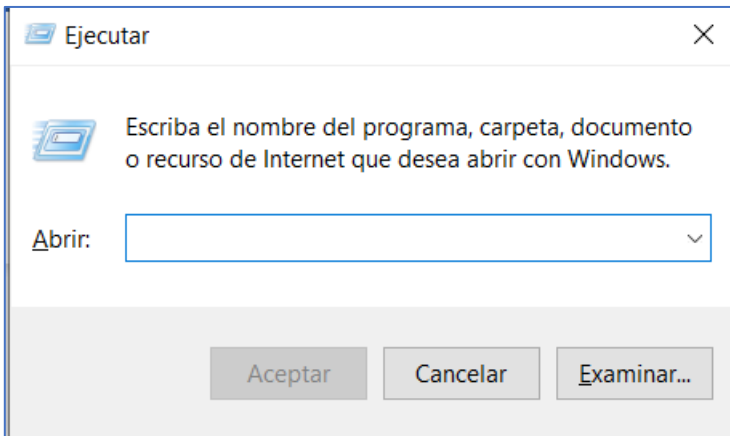 Ejecutar
Escriba el nombre del programa, carpeta, documento
o recurso de Internet que desea abrir con Windows.
Abrir:
Aceptar
Cancelar
Examinar...